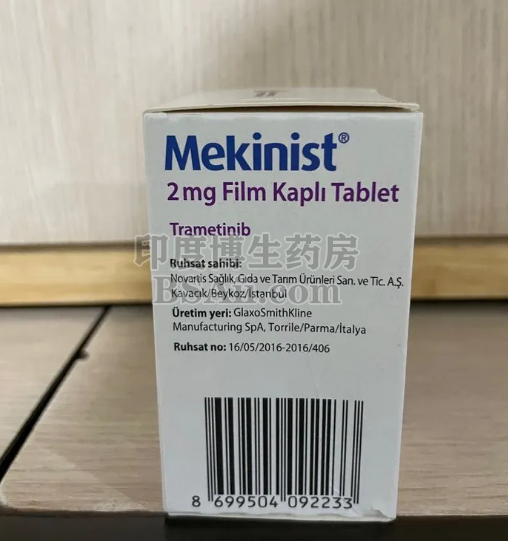 Mekinist®
2 mg Film Kaplı Tablet
Trametinib
印度博生药房
Ruhsat sahibi:
Novartis Sağlık, Gıda ve Tarım Ürünleri San. ve Tic. A.Ş.
Kavacık/Beykoz/İstanbul
BSYF.com
Üretim yeri: GlaxoSmithKline
Manufacturing SpA, Torrile/Parma/İtalya
Ruhsat no: 16/05/2016-2016/406
8 699504 092233